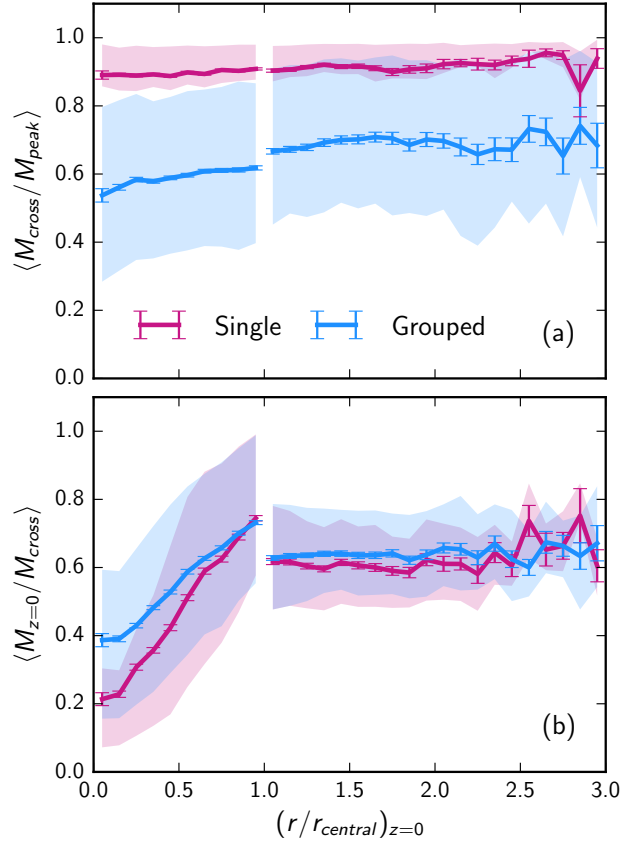 1.0
0.8
0.6
0.4
0.2
0.0
⟨M_cross / M_peak⟩
Single Grouped (a)
1.0
0.8
0.6
0.4
0.2
0.0
⟨M_z=0 / M_cross⟩
(b)
0.0 0.5 1.0 1.5 2.0 2.5 3.0
(r/r_central)_z=0